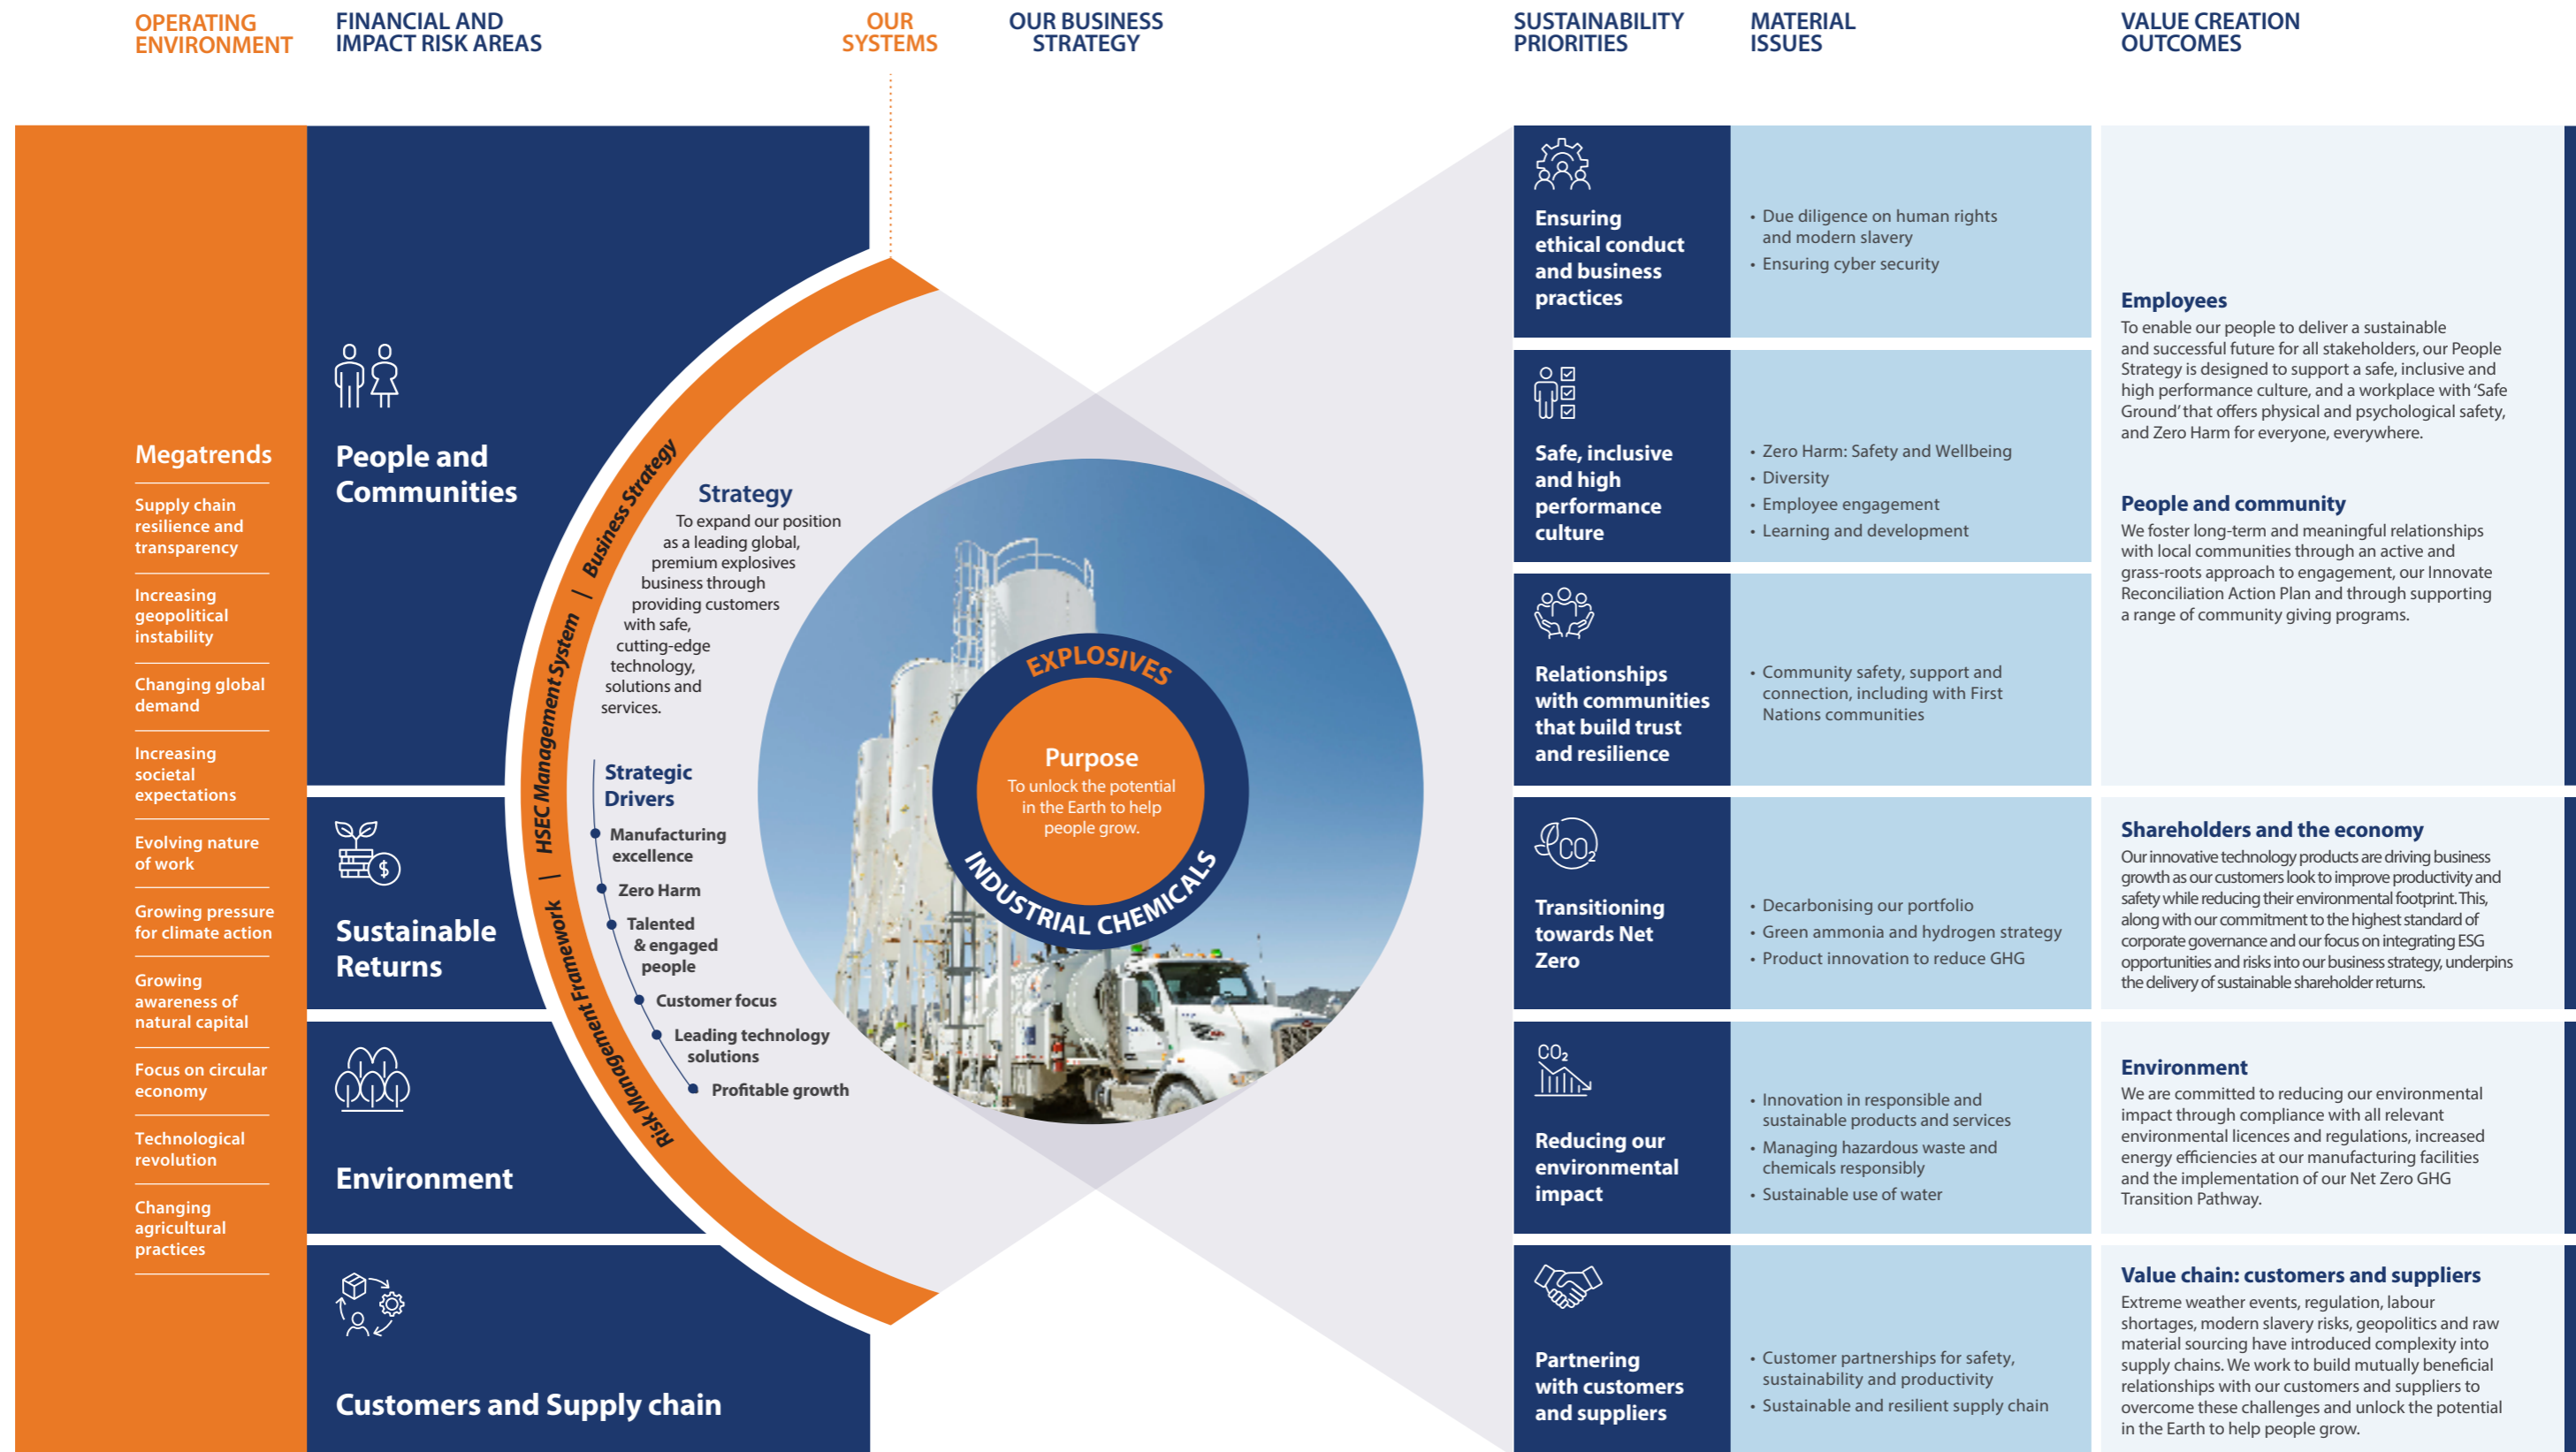 OPERATING
ENVIRONMENT
FINANCIAL AND
IMPACT RISK AREAS
OUR
SYSTEMS
OUR BUSINESS
STRATEGY
SUSTAINABILITY
PRIORITIES
MATERIAL
ISSUES
VALUE CREATION
OUTCOMES
Megatrends
Supply chain
resilience and
transparency
Increasing
geopolitical
instability
Changing global
demand
Increasing
societal
expectations
Evolving nature
of work
Growing pressure
for climate action
Growing
awareness of
natural capital
Focus on circular
economy
Technological
revolution
Changing
agricultural
practices
People and
Communities
Sustainable
Returns
Environment
Customers and Supply chain
Risk Management Framework | HSEC Management System | Business Strategy
Strategy
To expand our position
as a leading global,
premium explosives
business through
providing customers
with safe,
cutting-edge
technology,
solutions and
services.
Strategic
Drivers
Manufacturing
excellence
Zero Harm
Talented
& engaged
people
Customer focus
Leading technology
solutions
Profitable growth
EXPLOSIVES
Purpose
To unlock the potential
in the Earth to help
people grow.
INDUSTRIAL CHEMICALS
Ensuring
ethical conduct
and business
practices
• Due diligence on human rights
and modern slavery
• Ensuring cyber security
Safe, inclusive
and high
performance
culture
• Zero Harm: Safety and Wellbeing
• Diversity
• Employee engagement
• Learning and development
Relationships
with communities
that build trust
and resilience
• Community safety, support and
connection, including with First
Nations communities
CO₂
Transitioning
towards Net
Zero
• Decarbonising our portfolio
• Green ammonia and hydrogen strategy
• Product innovation to reduce GHG
CO₂
Reducing our
environmental
impact
• Innovation in responsible and
sustainable products and services
• Managing hazardous waste and
chemicals responsibly
• Sustainable use of water
Partnering
with customers
and suppliers
• Customer partnerships for safety,
sustainability and productivity
• Sustainable and resilient supply chain
Employees
To enable our people to deliver a sustainable
and successful future for all stakeholders, our People
Strategy is designed to support a safe, inclusive and
high performance culture, and a workplace with ‘Safe
Ground’ that offers physical and psychological safety,
and Zero Harm for everyone, everywhere.
People and community
We foster long-term and meaningful relationships
with local communities through an active and
grass-roots approach to engagement, our Innovate
Reconciliation Action Plan and through supporting
a range of community giving programs.
Shareholders and the economy
Our innovative technology products are driving business
growth as our customers look to improve productivity and
safety while reducing their environmental footprint. This,
along with our commitment to the highest standard of
corporate governance and our focus on integrating ESG
opportunities and risks into our business strategy, underpins
the delivery of sustainable shareholder returns.
Environment
We are committed to reducing our environmental
impact through compliance with all relevant
environmental licences and regulations, increased
energy efficiencies at our manufacturing facilities
and the implementation of our Net Zero GHG
Transition Pathway.
Value chain: customers and suppliers
Extreme weather events, regulation, labour
shortages, modern slavery risks, geopolitics and raw
material sourcing have introduced complexity into
supply chains. We work to build mutually beneficial
relationships with our customers and suppliers to
overcome these challenges and unlock the potential
in the Earth to help people grow.